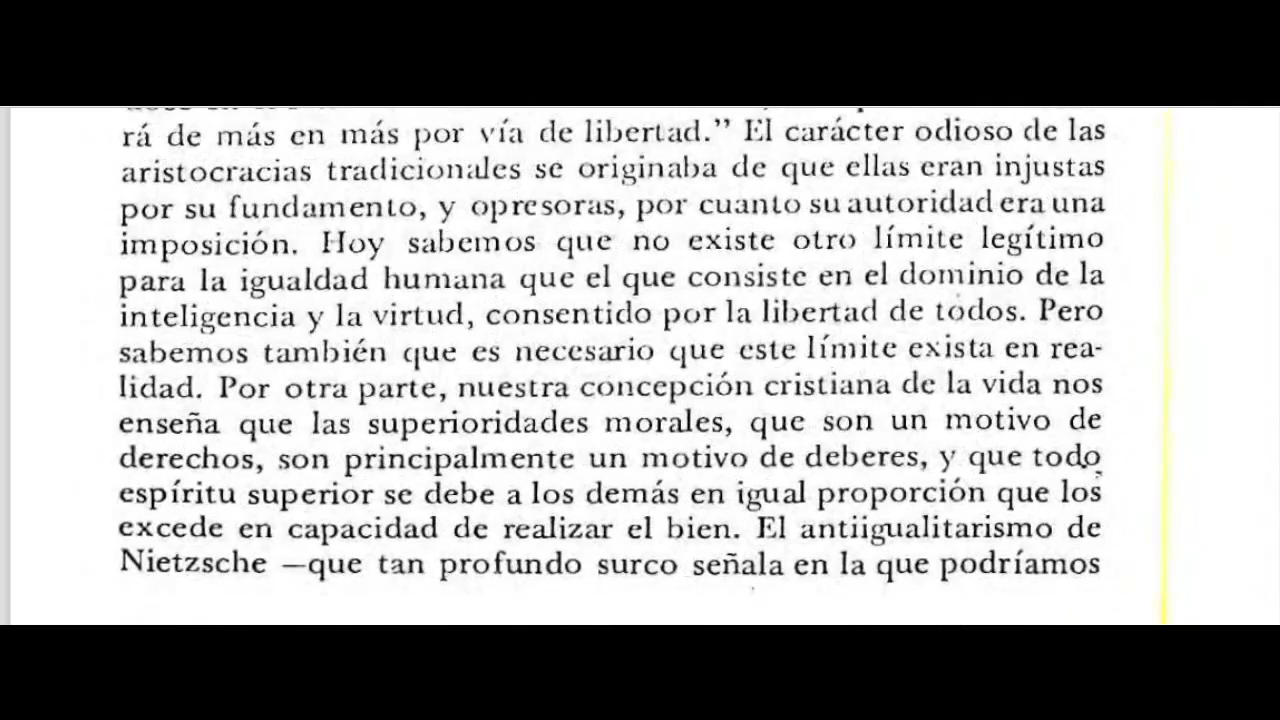 rá de más en más por vía de libertad.” El carácter odioso de las
aristocracias tradicionales se originaba de que ellas eran injustas
por su fundamento, y opresoras, por cuanto su autoridad era una
imposición. Hoy sabemos que no existe otro límite legítimo
para la igualdad humana que el que consiste en el dominio de la
inteligencia y la virtud, consentido por la libertad de todos. Pero
sabemos también que es necesario que este límite exista en rea-
lidad. Por otra parte, nuestra concepción cristiana de la vida nos
enseña que las superioridades morales, que son un motivo de
derechos, son principalmente un motivo de deberes, y que todo
espíritu superior se debe a los demás en igual proporción que los
excede en capacidad de realizar el bien. El antiigualitarismo de
Nietzsche —que tan profundo surco señala en la que podríamos